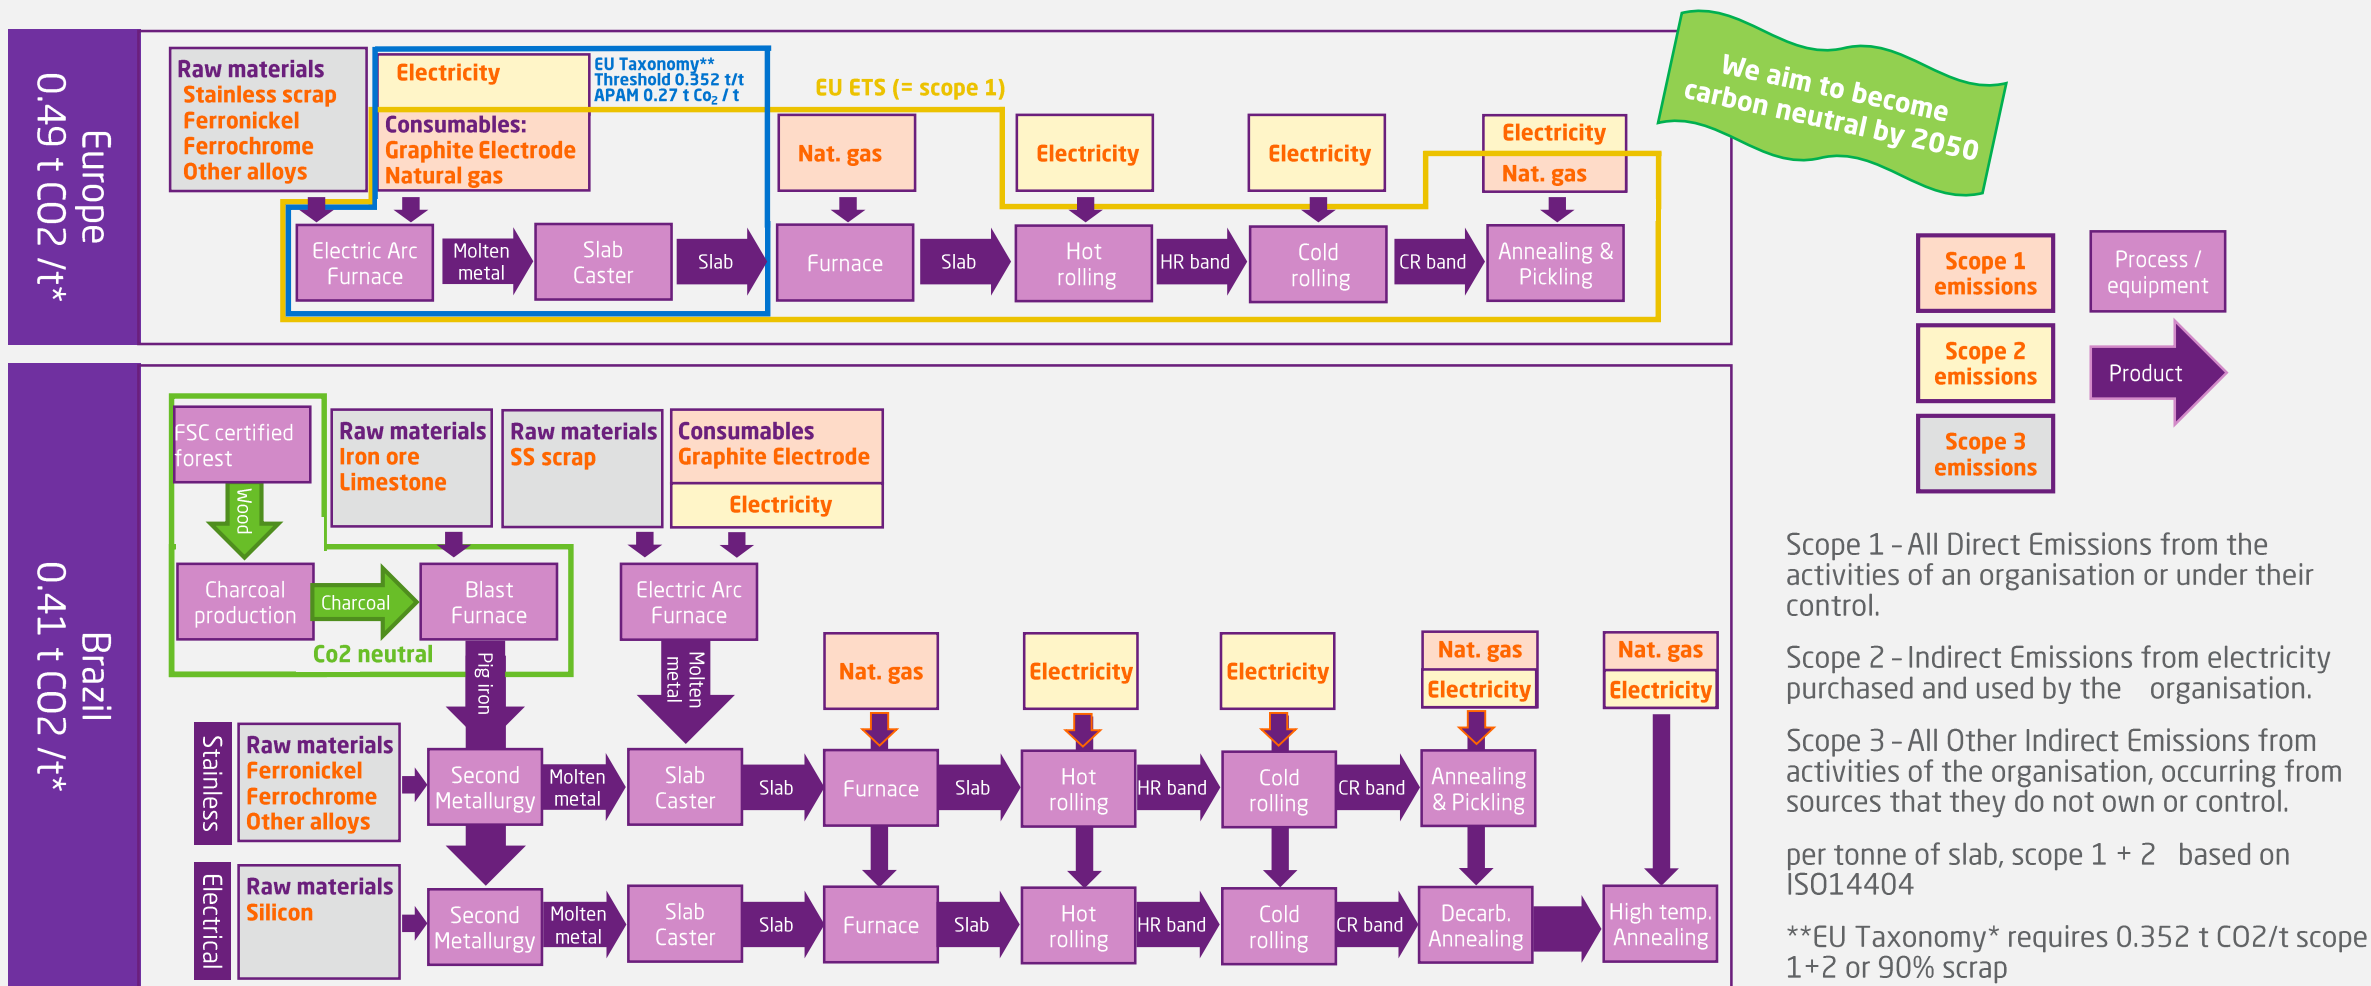 Europe
0.49 t CO2 /t*
Raw materials
Stainless scrap
Ferronickel
Ferrochrome
Other alloys
Electricity
Consumables:
Graphite Electrode
Natural gas
EU Taxonomy**
Threshold 0.352 t/t
APAM 0.27 t Co₂ / t
EU ETS (= scope 1)
Nat. gas
Electricity
Electricity
Electricity
Nat. gas
Electric Arc
Furnace
Molten
metal
Slab
Caster
Slab
Furnace
Slab
Hot
rolling
HR band
Cold
rolling
CR band
Annealing &
Pickling
We aim to become
carbon neutral by 2050
Scope 1
emissions
Process /
equipment
Scope 2
emissions
Product
Scope 3
emissions
Brazil
0.41 t CO2 /t*
FSC certified
forest
Wood
Raw materials
Iron ore
Limestone
Raw materials
SS scrap
Consumables
Graphite Electrode
Electricity
Charcoal
production
Charcoal
Blast
Furnace
Co2 neutral
Electric Arc
Furnace
Pig iron
Molten
metal
Nat. gas
Electricity
Electricity
Nat. gas
Electricity
Nat. gas
Electricity
Stainless
Raw materials
Ferronickel
Ferrochrome
Other alloys
Second
Metallurgy
Molten
metal
Slab
Caster
Slab
Furnace
Slab
Hot
rolling
HR band
Cold
rolling
CR band
Annealing
& Pickling
Electrical
Raw materials
Silicon
Second
Metallurgy
Molten
metal
Slab
Caster
Slab
Furnace
Slab
Hot
rolling
HR band
Cold
rolling
CR band
Decarb.
Annealing
High temp.
Annealing
Scope 1 – All Direct Emissions from the
activities of an organisation or under their
control.
Scope 2 – Indirect Emissions from electricity
purchased and used by the organisation.
Scope 3 – All Other Indirect Emissions from
activities of the organisation, occurring from
sources that they do not own or control.
per tonne of slab, scope 1 + 2 based on
ISO14404
**EU Taxonomy* requires 0.352 t CO2/t scope
1+2 or 90% scrap